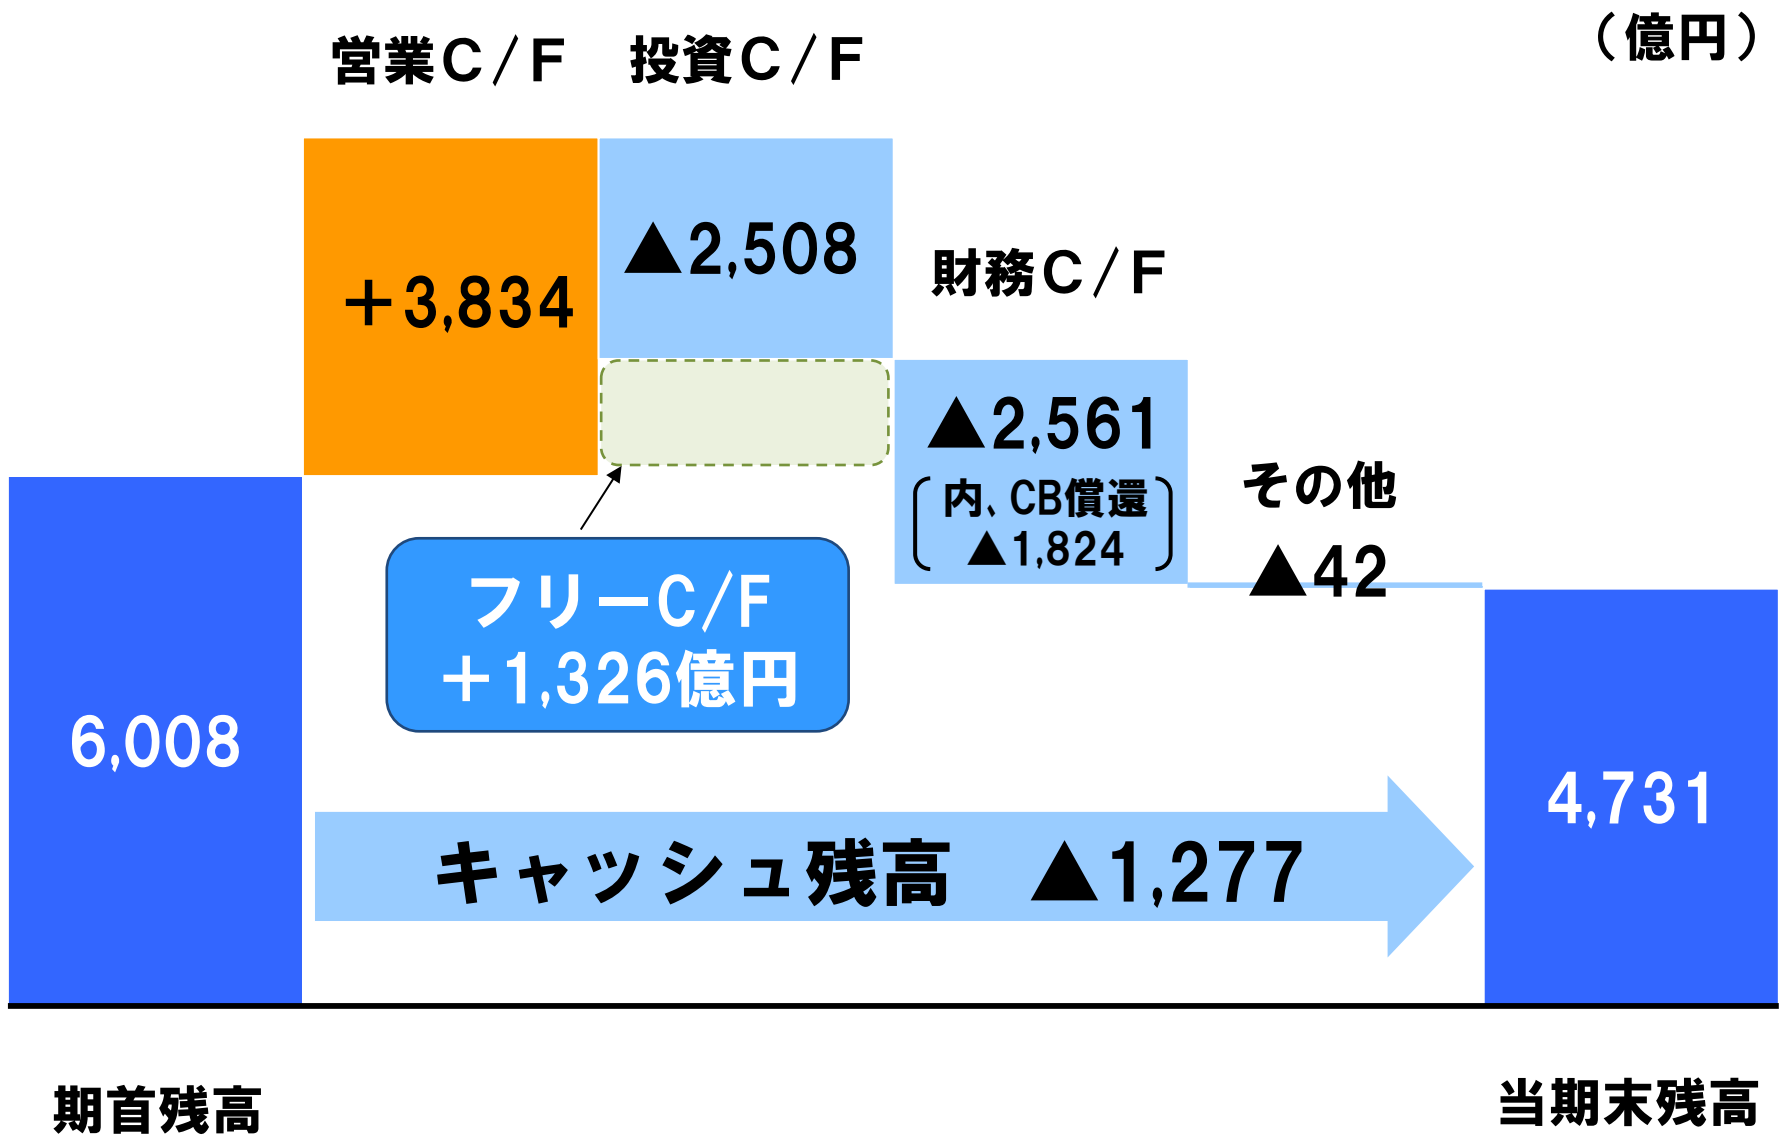 （億円）
営業Ｃ／Ｆ
投資Ｃ／Ｆ
＋3,834
▲2,508
財務Ｃ／Ｆ
▲2,561
内、CB償還
▲1,824
その他
▲42
フリーC/F
＋1,326億円
6,008
4,731
キャッシュ残高　▲1,277
期首残高
当期末残高